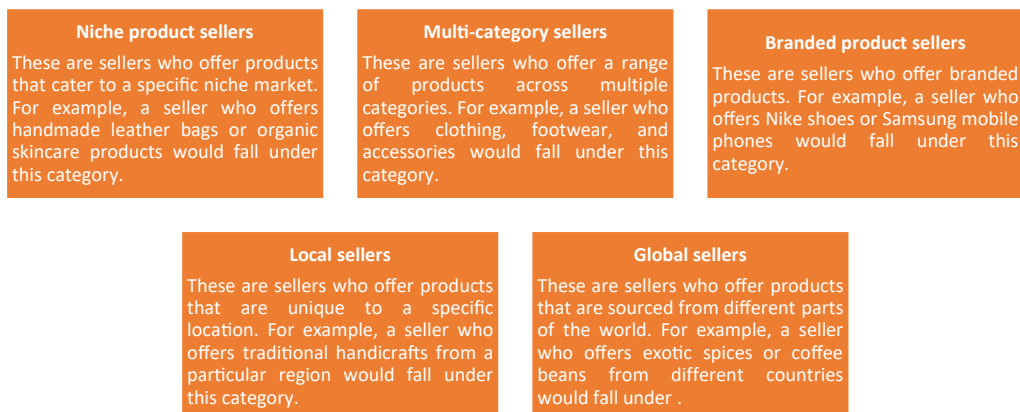 Niche product sellers
These are sellers who offer products
that cater to a specific niche market.
For example, a seller who offers
handmade leather bags or organic
skincare products would fall under
this category.
Multi-category sellers
These are sellers who offer a range
of products across multiple
categories. For example, a seller who
offers clothing, footwear, and
accessories would fall under this
category.
Branded product sellers
These are sellers who offer branded
products. For example, a seller who
offers Nike shoes or Samsung mobile
phones would fall under this
category.
Local sellers
These are sellers who offer products
that are unique to a specific
location. For example, a seller who
offers traditional handicrafts from a
particular region would fall under
this category.
Global sellers
These are sellers who offer products
that are sourced from different parts
of the world. For example, a seller
who offers exotic spices or coffee
beans from different countries
would fall under .